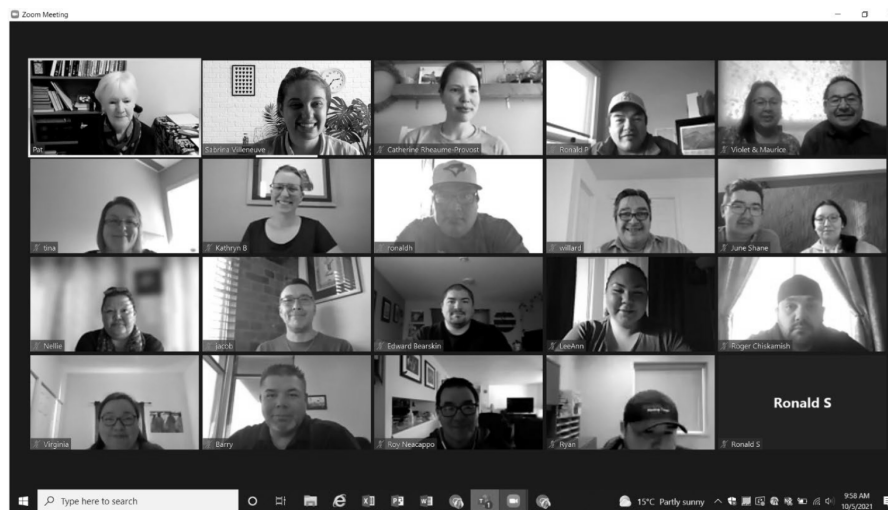 Zoom Meeting
Pat
Sabrina Villeneuve
Catherine Rheaume-Provost
Ronald P
Violet & Maurice
tina
Kathryn B
ronaldh
willard
June Shane
Nellie
jacob
Edward Bearskin
LeeAnn
Roger Chiskamish
Virginia
Barry
Roy Neacappo
Ryan
Ronald S
Ronald S
Type here to search
15°C Partly sunny
9:58 AM
10/5/2021